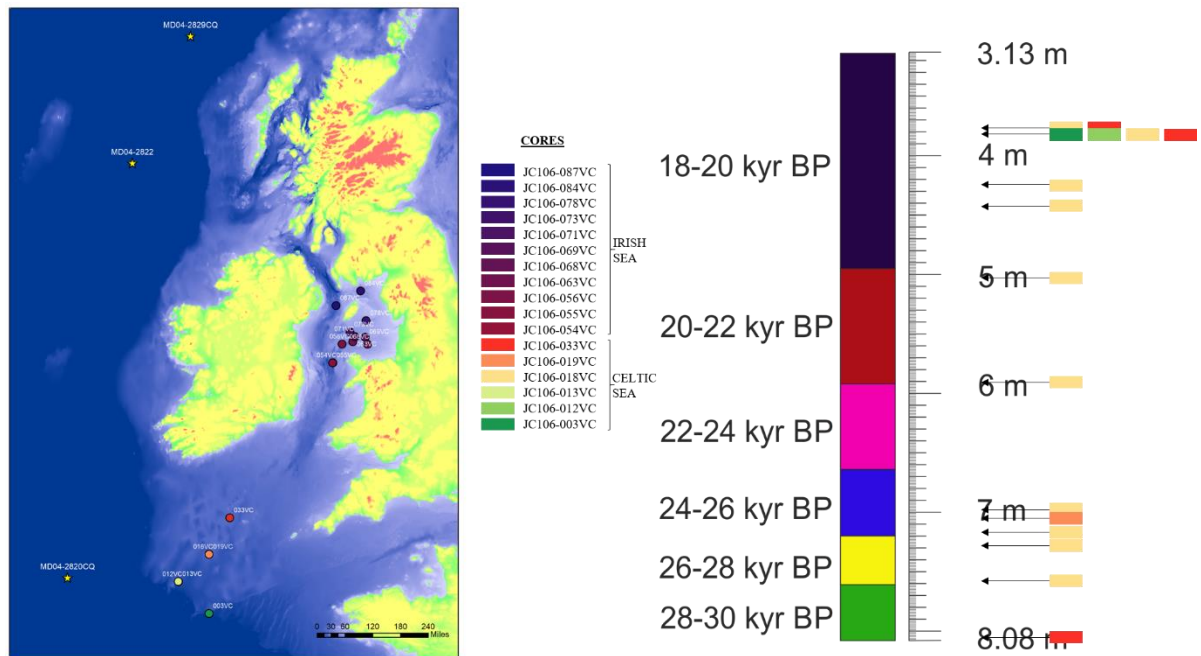 MD04-2829CQ
MD04-2822
MD04-2820CQ
087VC
033VC
003VC
0 30 60 120 180 240
Miles
CORES
JC106-087VC
JC106-084VC
JC106-078VC
JC106-073VC
JC106-071VC
JC106-069VC
JC106-068VC
JC106-063VC
JC106-056VC
JC106-055VC
JC106-054VC
JC106-033VC
JC106-019VC
JC106-018VC
JC106-013VC
JC106-012VC
JC106-003VC
IRISH
SEA
CELTIC
SEA
18-20 kyr BP
20-22 kyr BP
22-24 kyr BP
24-26 kyr BP
26-28 kyr BP
28-30 kyr BP
3.13 m
4 m
5 m
6 m
7 m
8.08 m